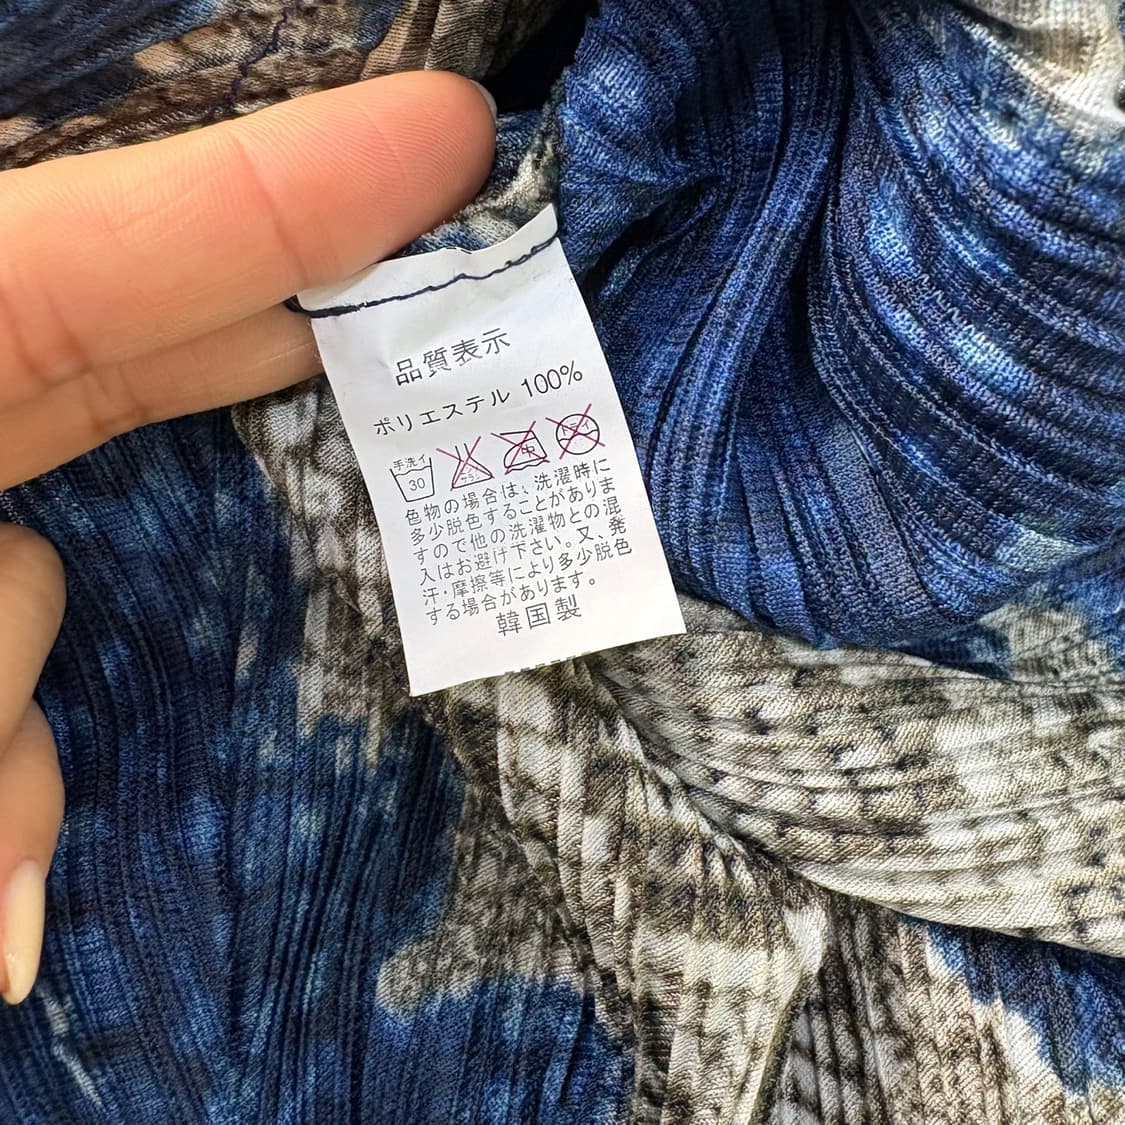 品質表示
ポリエステル 100%
手洗イ
30
中
ドライ
色物の場合は、洗濯時に
多少脱色することがありま
すので他の洗濯物との混
入はお避け下さい。又、発
汗・摩擦等により多少脱色
する場合があります。
韓国製